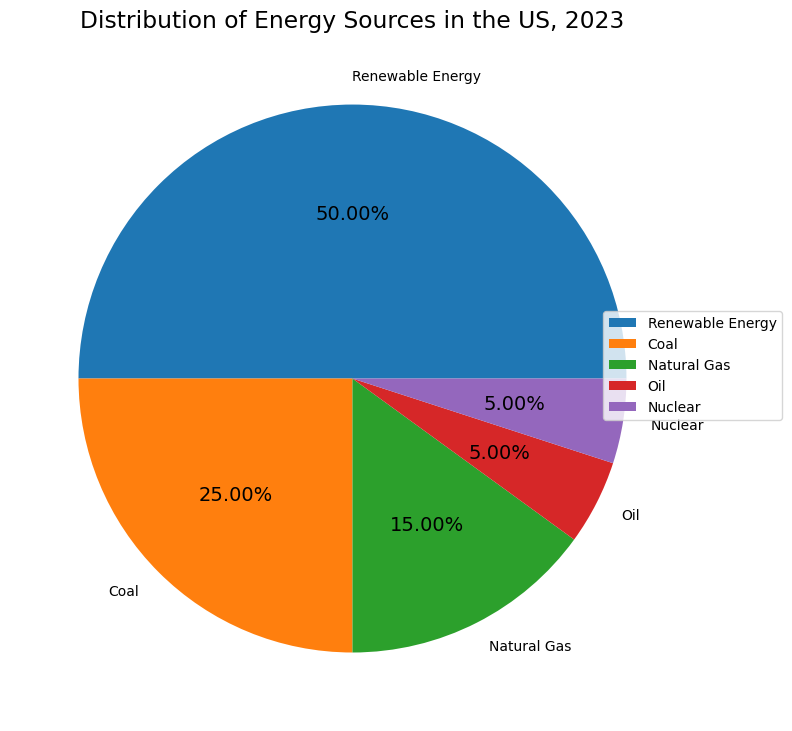 Distribution of Energy Sources in the US, 2023
Renewable Energy
50.00%
Renewable Energy
Coal
Natural Gas
Oil
Nuclear
5.00%
Nuclear
5.00%
25.00%
15.00%
Oil
Coal
Natural Gas